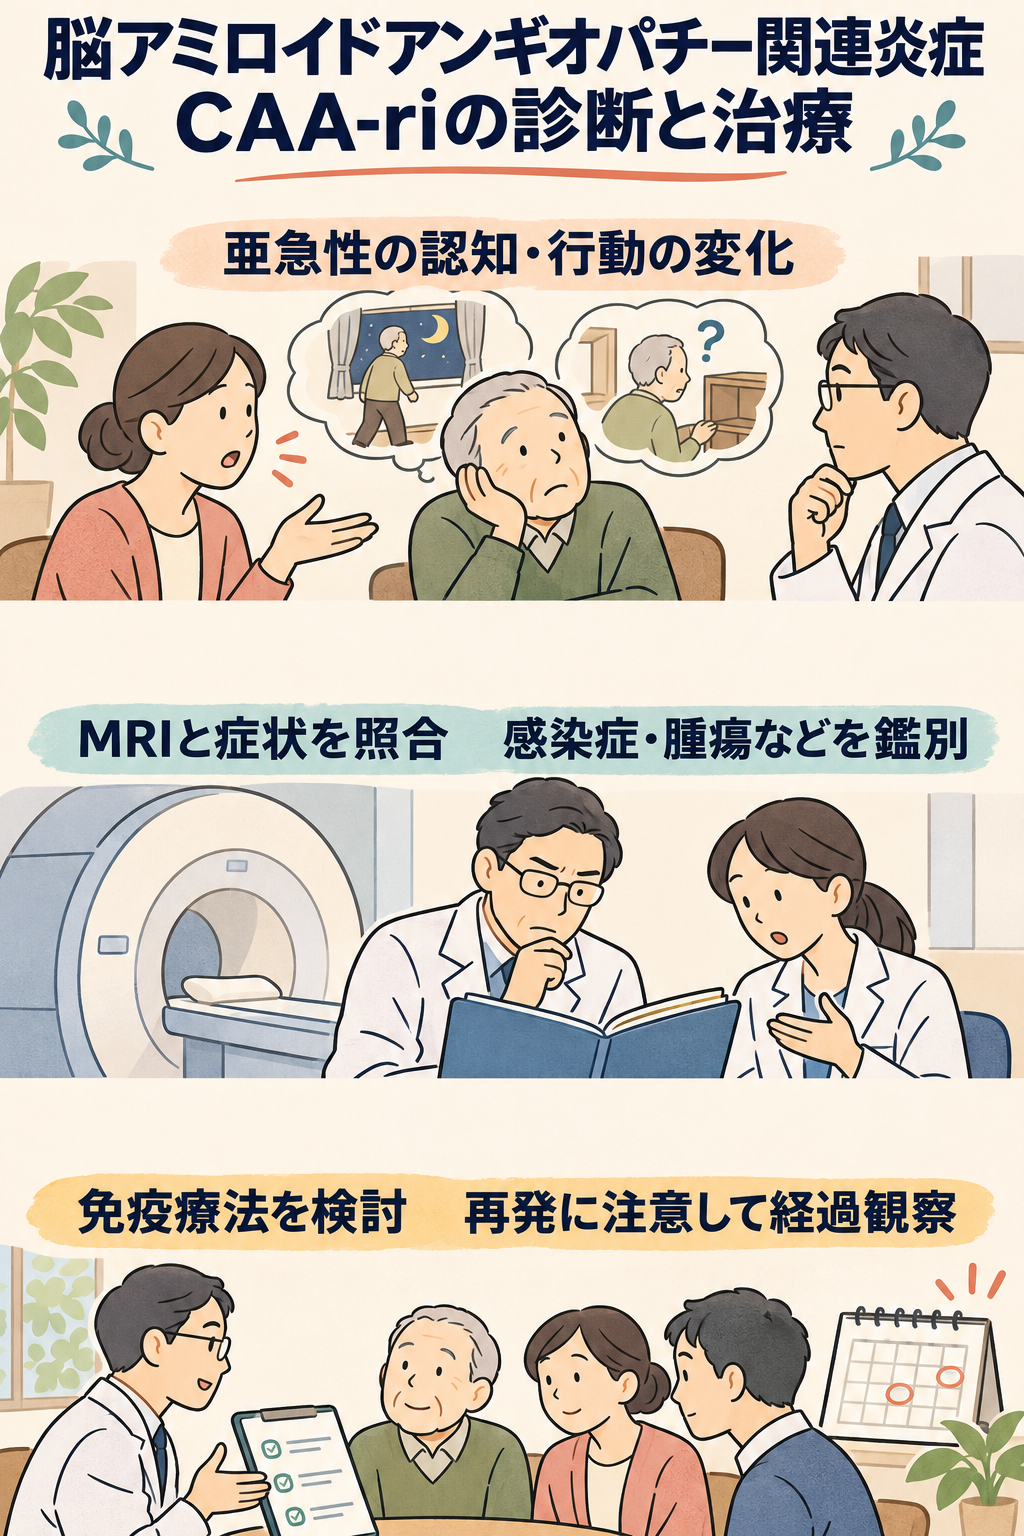 脳アミロイドアンギオパチー関連炎症
CAA-riの診断と治療
亜急性の認知・行動の変化
?
MRIと症状を照合 感染症・腫瘍などを鑑別
免疫療法を検討 再発に注意して経過観察